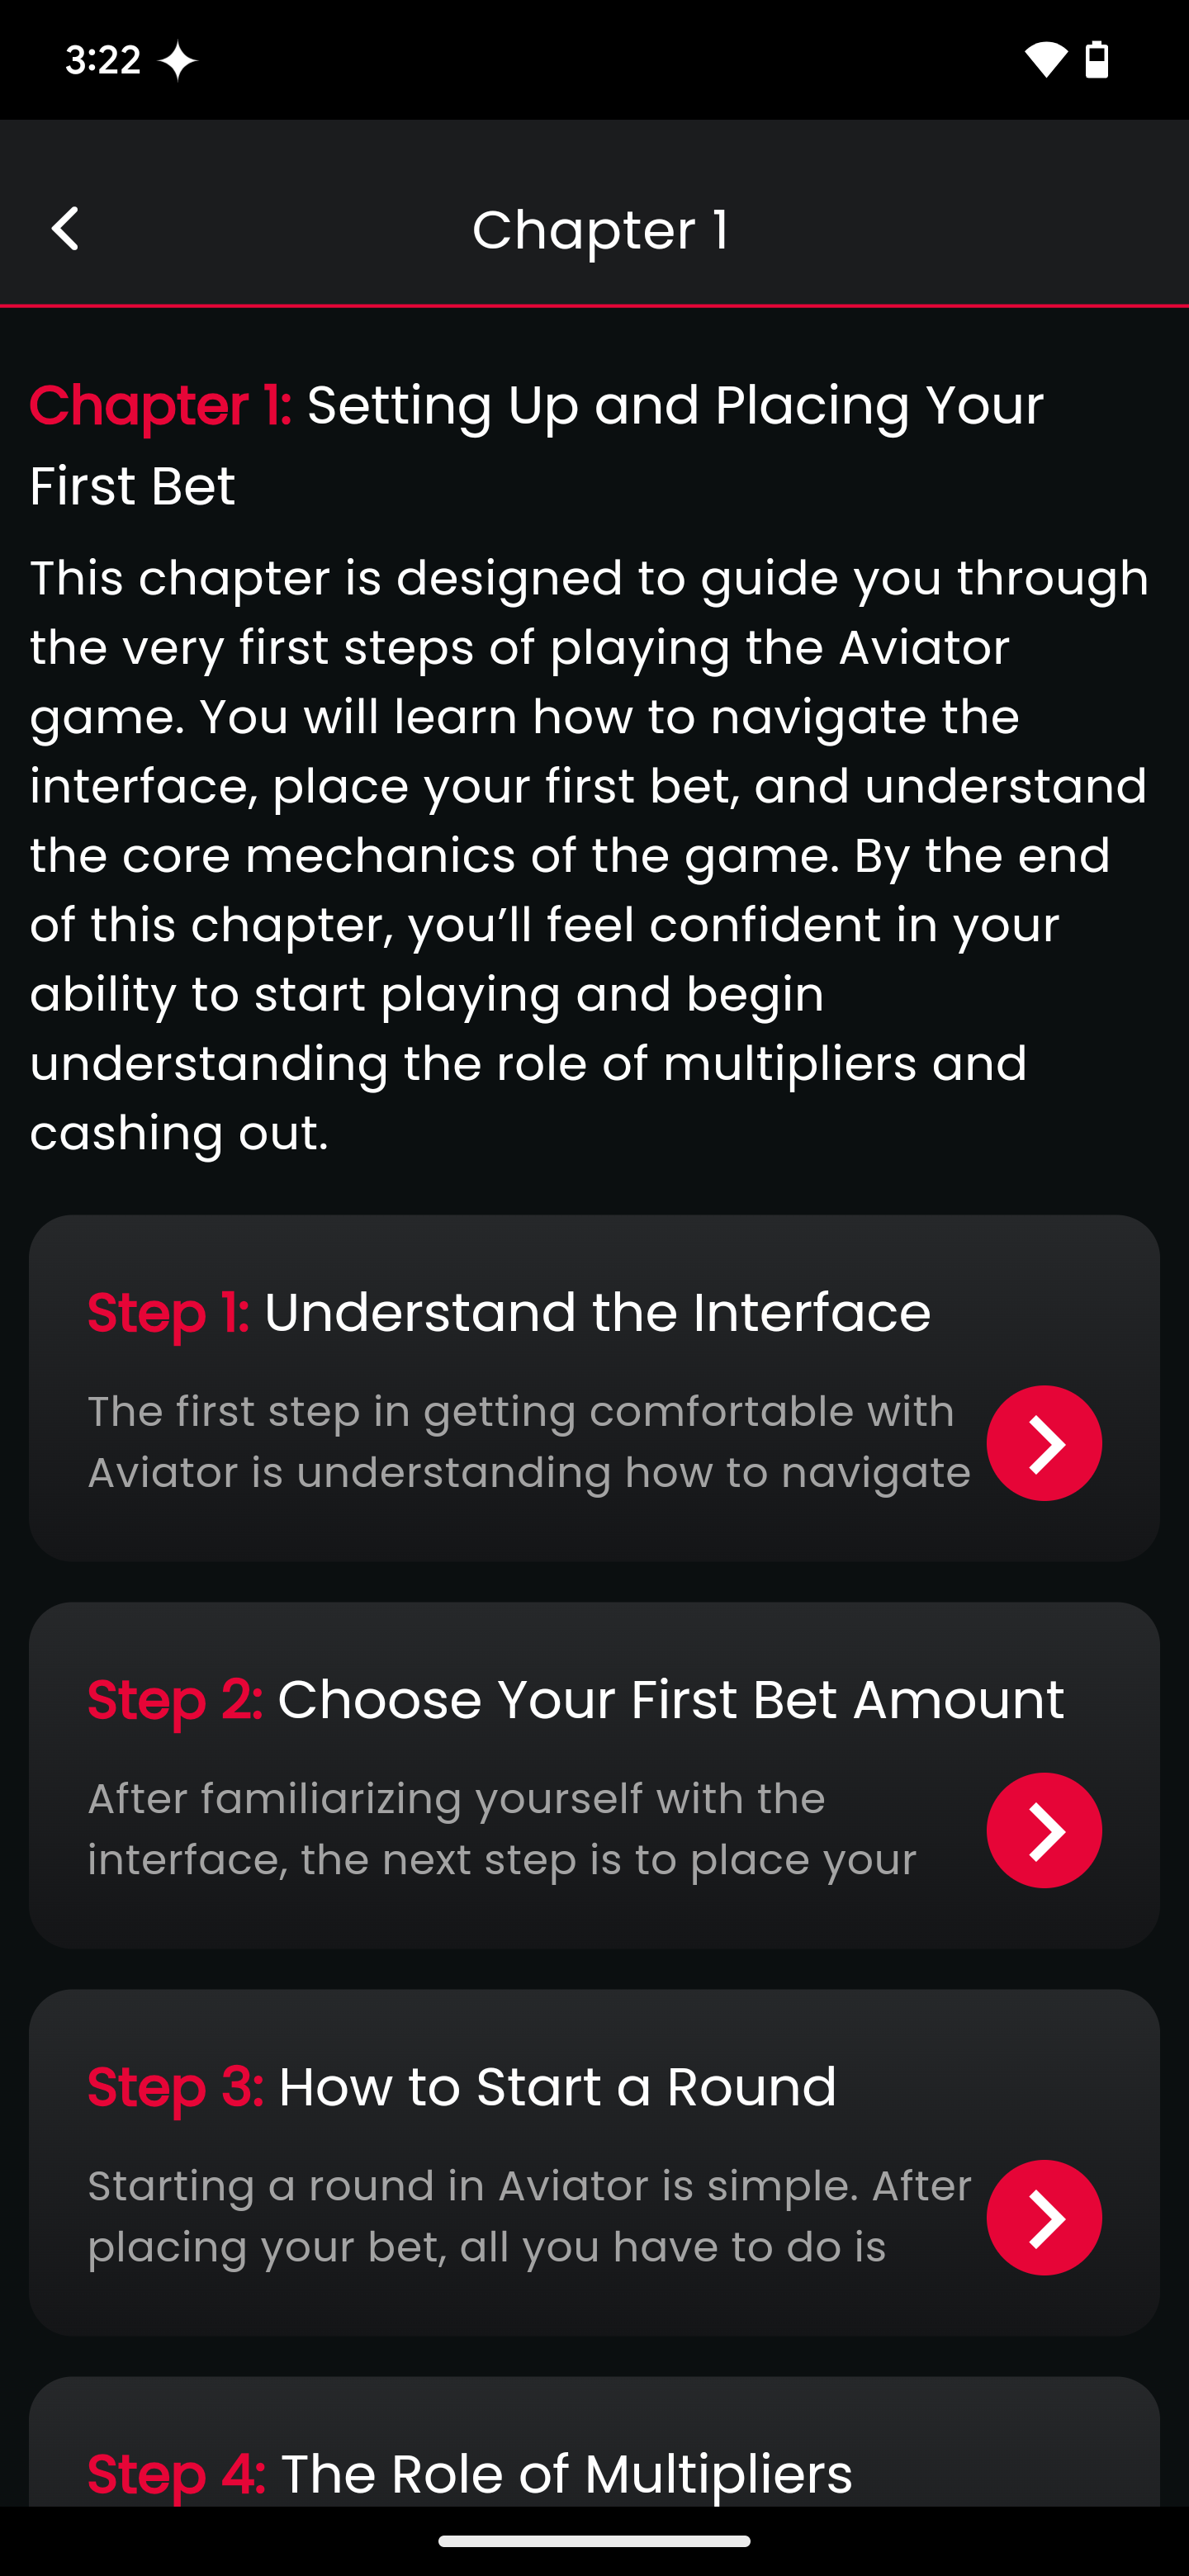 3:22
Chapter 1
Chapter 1: Setting Up and Placing Your
First Bet
This chapter is designed to guide you through
the very first steps of playing the Aviator
game. You will learn how to navigate the
interface, place your first bet, and understand
the core mechanics of the game. By the end
of this chapter, you’ll feel confident in your
ability to start playing and begin
understanding the role of multipliers and
cashing out.
Step 1: Understand the Interface
The first step in getting comfortable with
Aviator is understanding how to navigate
Step 2: Choose Your First Bet Amount
After familiarizing yourself with the
interface, the next step is to place your
Step 3: How to Start a Round
Starting a round in Aviator is simple. After
placing your bet, all you have to do is
Step 4: The Role of Multipliers